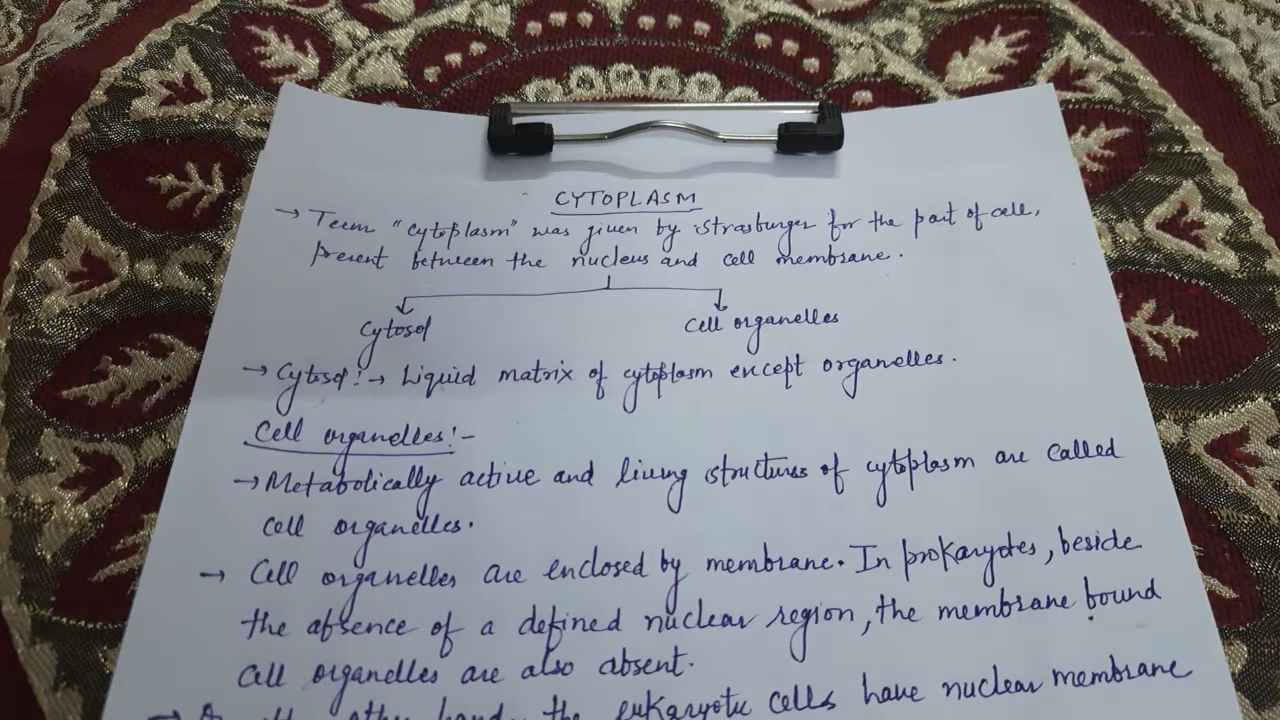 CYTOPLASM
→ Term "cytoplasm" was given by strasburger for the part of cell,
present between the nucleus and cell membrane.
Cytosol Cell organelles
→ Cytosol:→ Liquid matrix of cytoplasm except organelles.
Cell organelles:-
→ Metabolically active and living structures of cytoplasm are called
cell organelles.
→ Cell organelles are enclosed by membrane. In prokaryotes, beside
the absence of a defined nuclear region, the membrane bound
cell organelles are also absent.
→ other hand, the eukaryotic cells have nuclear membrane